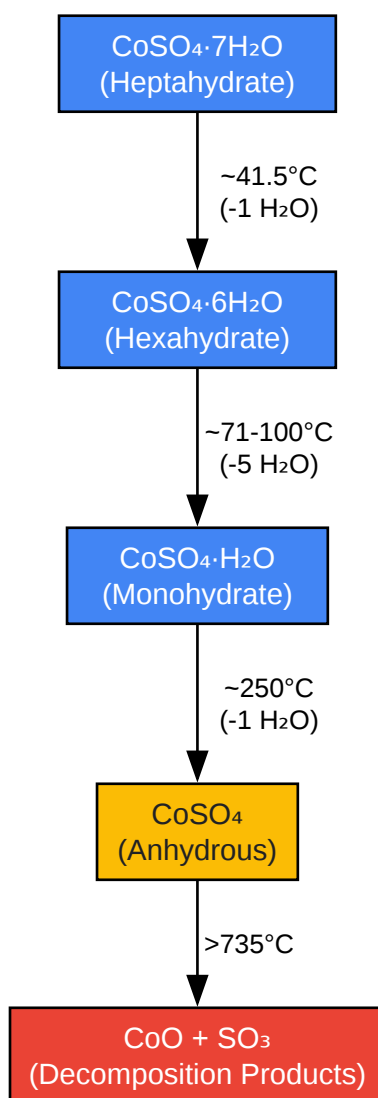 CoSO₄·7H₂O
(Heptahydrate)
~41.5°C
(-1 H₂O)
CoSO₄·6H₂O
(Hexahydrate)
~71-100°C
(-5 H₂O)
CoSO₄·H₂O
(Monohydrate)
~250°C
(-1 H₂O)
CoSO₄
(Anhydrous)
>735°C
CoO + SO₃
(Decomposition Products)